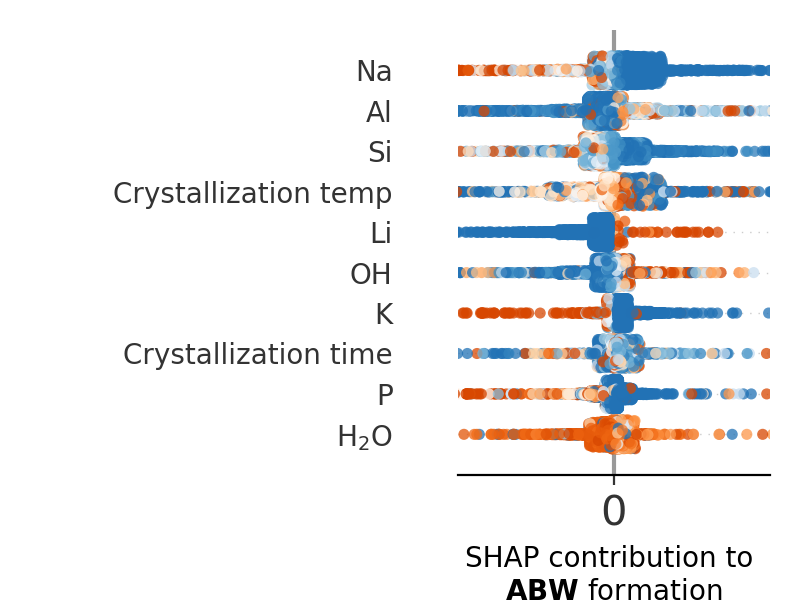 Na
Al
Si
Crystallization temp
Li
OH
K
Crystallization time
P
H₂O
0
SHAP contribution to
ABW formation